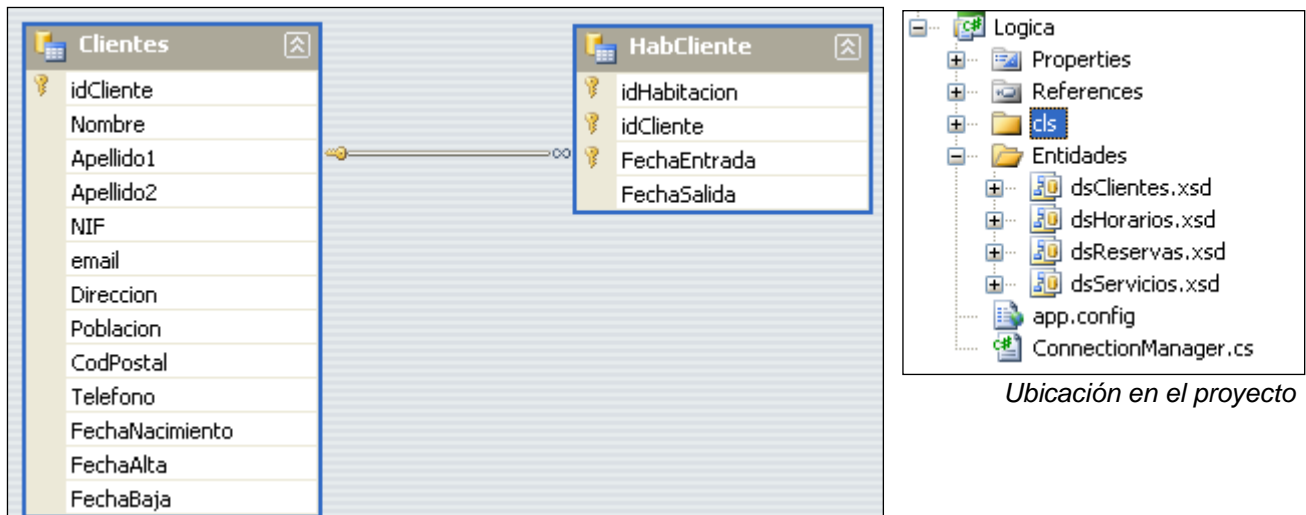 Clientes
idCliente
Nombre
Apellido1
Apellido2
NIF
email
Direccion
Poblacion
CodPostal
Telefono
FechaNacimiento
FechaAlta
FechaBaja
HabCliente
idHabitacion
idCliente
FechaEntrada
FechaSalida
Logica
Properties
References
cls
Entidades
dsClientes.xsd
dsHorarios.xsd
dsReservas.xsd
dsServicios.xsd
app.config
ConnectionManager.cs
Ubicación en el proyecto